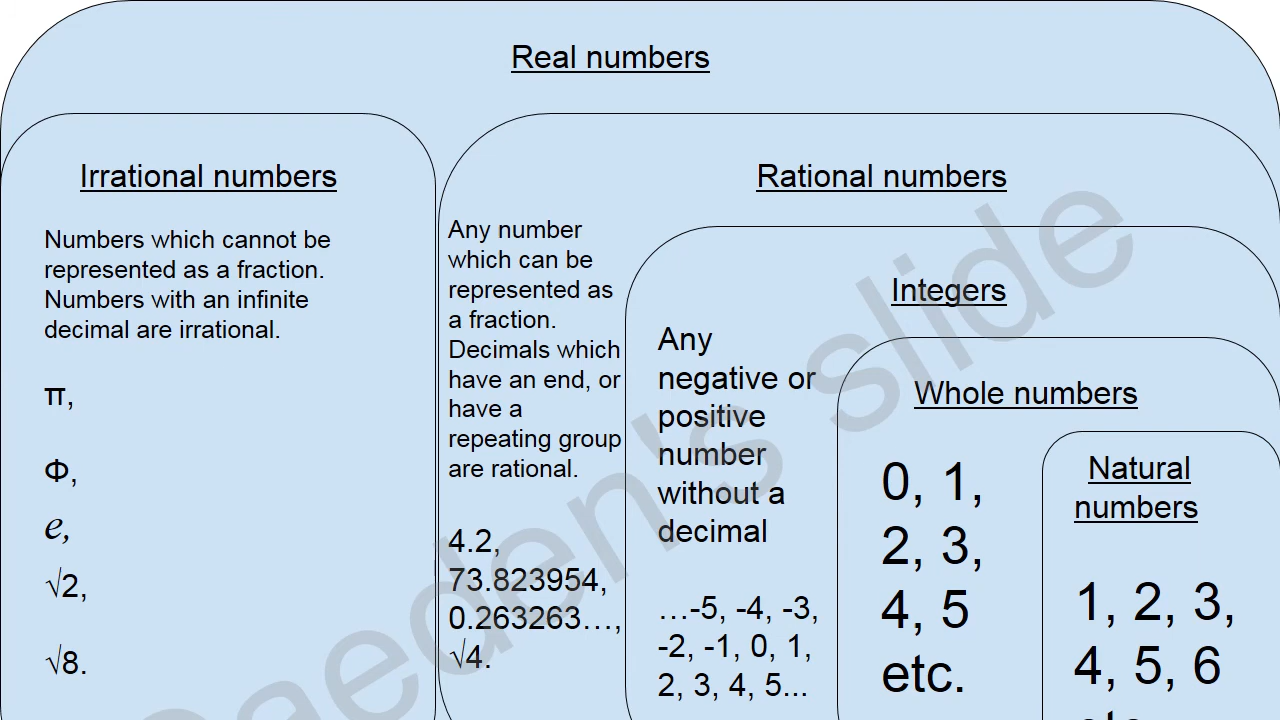 Real numbers
Irrational numbers
Numbers which cannot be
represented as a fraction.
Numbers with an infinite
decimal are irrational.
π,
Φ,
e,
√2,
√8.
Rational numbers
Any number
which can be
represented as
a fraction.
Decimals which
have an end, or
have a
repeating group
are rational.
4.2,
73.823954,
0.263263…,
√4.
Integers
Any
negative or
positive
number
without a
decimal
…-5, -4, -3,
-2, -1, 0, 1,
2, 3, 4, 5...
Whole numbers
0, 1,
2, 3,
4, 5
etc.
Natural
numbers
1, 2, 3,
4, 5, 6
slide